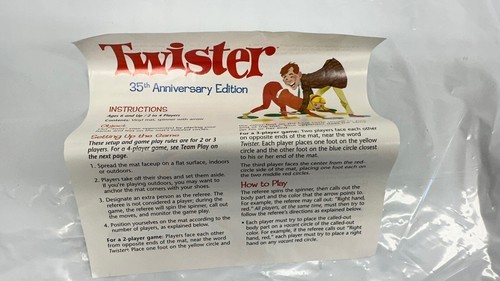 Twister
35th Anniversary Edition
INSTRUCTIONS
Ages 6 and Up / 2 to 4 Players
Contents: Vinyl mat, spinner with arrow
Object
Setting Up the Game
These setup and game play rules are for 2 or 3
players. For a 4-player game, see Team Play on
the next page.
1. Spread the mat faceup on a flat surface, indoors
or outdoors.
2. Players take off their shoes and set them aside.
If you're playing outdoors, you may want to
anchor the mat corners with your shoes.
3. Designate an extra person as the referee. The
referee is not considered a player; during the
game, the referee will spin the spinner, call out
the moves, and monitor the game play.
4. Position yourselves on the mat according to the
number of players, as explained below.
For a 2-player game: Players face each other
from opposite ends of the mat, near the word
Twister. Place one foot on the yellow circle and
For a 3-player game: Two players face each other
on opposite ends of the mat, near the word
Twister. Each player places one foot on the yellow
circle and the other foot on the blue circle closest
to his or her end of the mat.
The third player faces the center from the red-
circle side of the mat, placing one foot each on
the two middle red circles.
How to Play
The referee spins the spinner, then calls out the
body part and the color that the arrow points to.
For example, the referee may call out: "Right hand,
red." All players, at the same time, must then try to
follow the referee's directions as explained below.
• Each player must try to place the called-out
body part on a vacant circle of the called-out
color. For example, if the referee calls out "Right
hand, red," each player must try to place a right
hand on any vacant red circle.